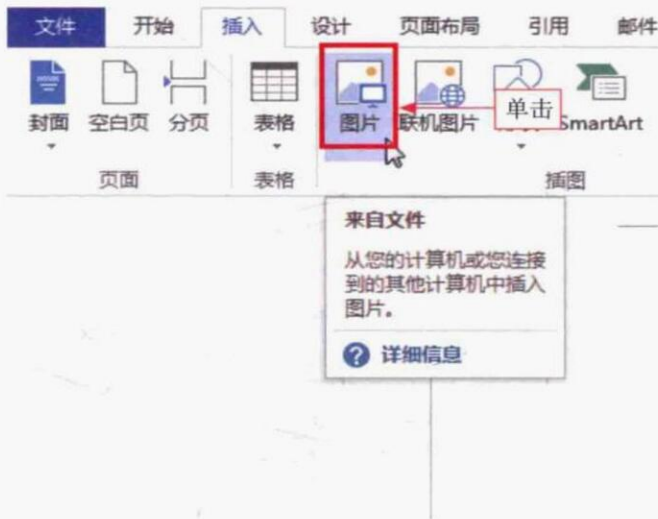 文件 开始 插入 设计 页面布局 引用 邮件
封面 空白页 分页 表格 图片 联机图片 SmartArt
单击
页面 表格 插图
来自文件
从您的计算机或您连接
到的其他计算机中插入
图片。
详细信息